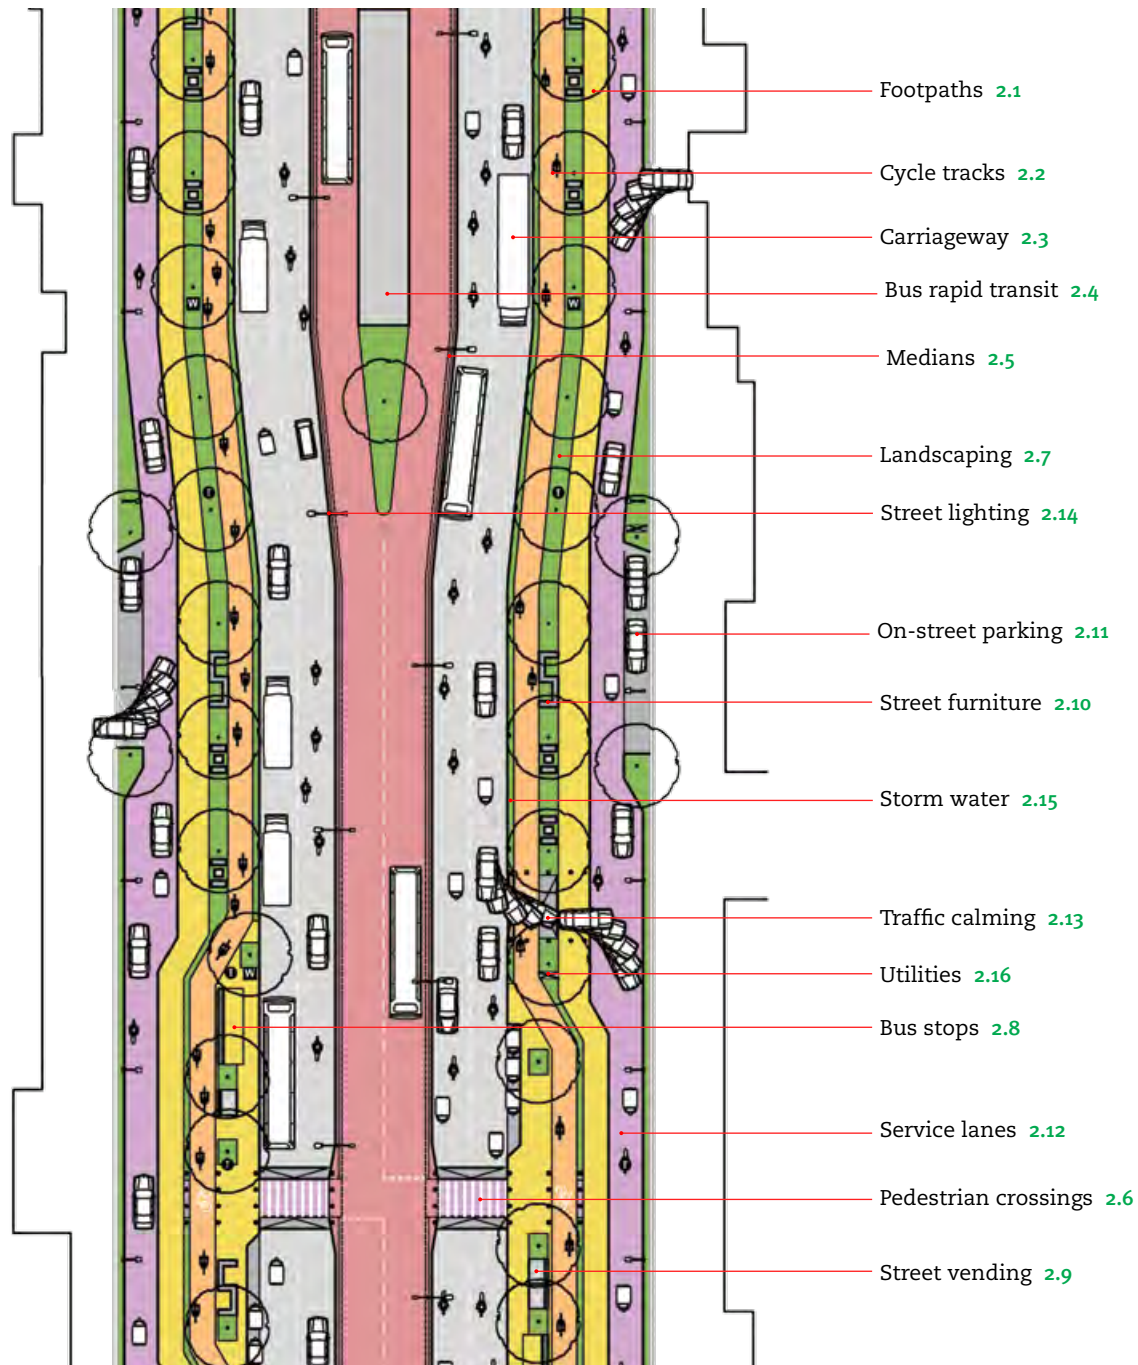 Footpaths 2.1
Cycle tracks 2.2
Carriageway 2.3
Bus rapid transit 2.4
Medians 2.5
Landscaping 2.7
Street lighting 2.14
On-street parking 2.11
Street furniture 2.10
Storm water 2.15
Traffic calming 2.13
Utilities 2.16
Bus stops 2.8
Service lanes 2.12
Pedestrian crossings 2.6
Street vending 2.9
W
W
T
T
T
W
T